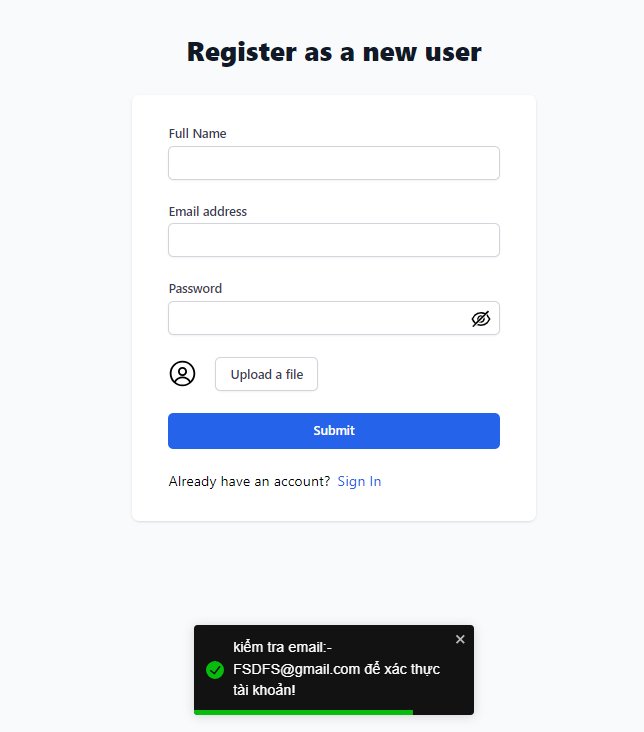 Register as a new user
Full Name
Email address
Password
Upload a file
Submit
Already have an account? Sign In
kiểm tra email:-
FSDFS@gmail.com để xác thực
tài khoản!